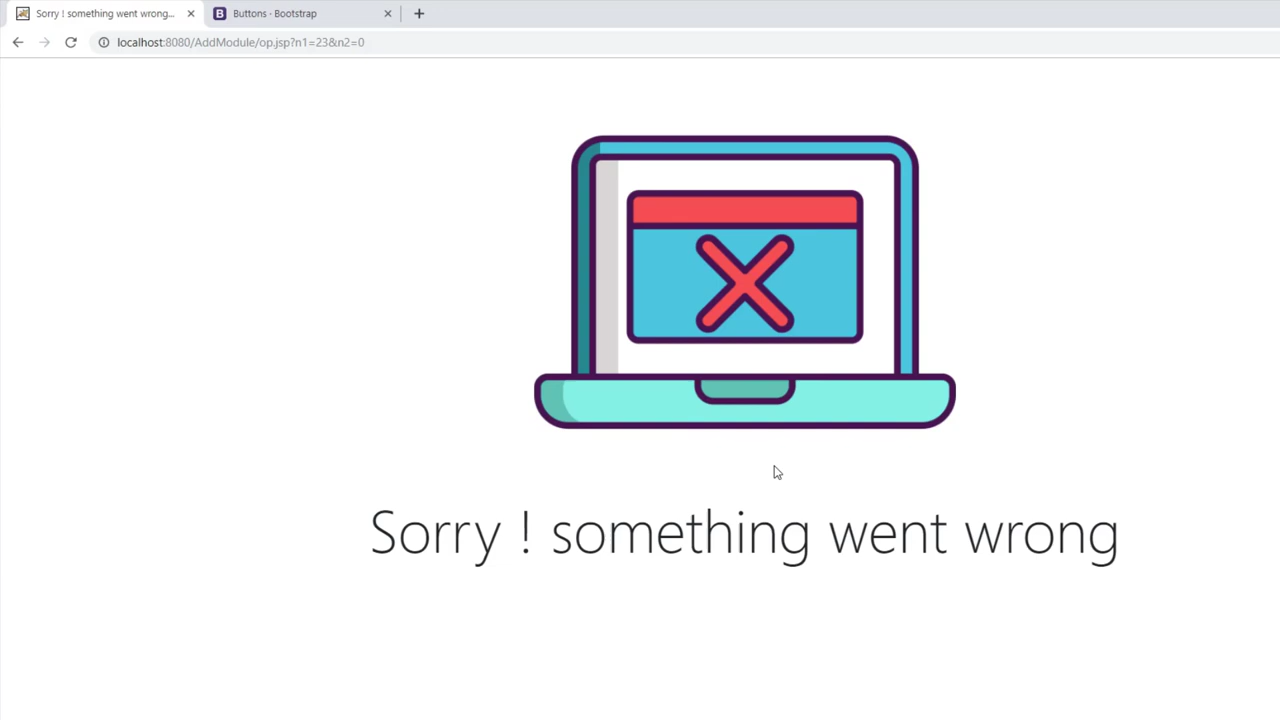 Sorry ! something went wrong...
Buttons · Bootstrap
localhost:8080/AddModule/op.jsp?n1=23&n2=0
Sorry ! something went wrong